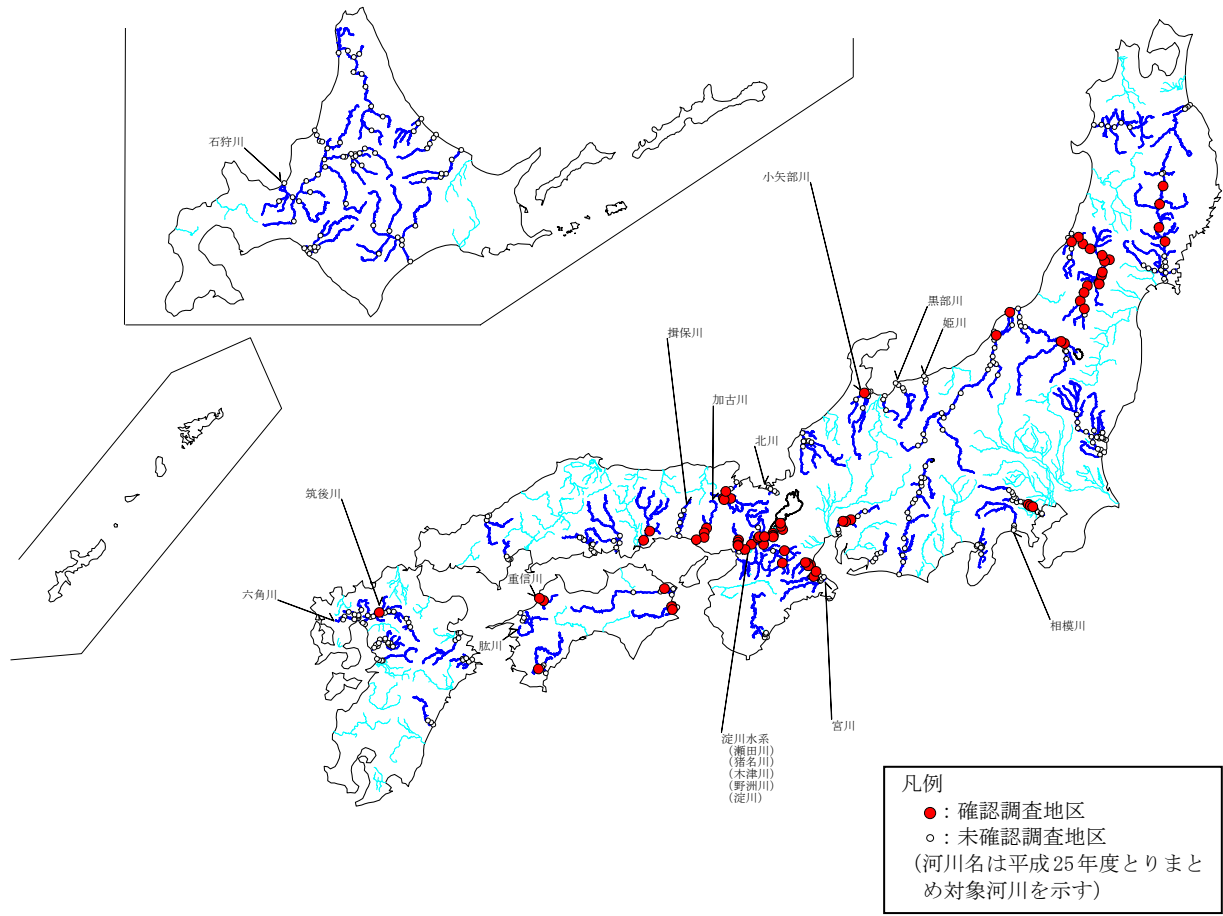 石狩川
小矢部川
黒部川
姫川
揖保川
加古川
北川
筑後川
重信川
六角川
肱川
相模川
宮川
淀川水系
(瀬田川)
(猪名川)
(木津川)
(野洲川)
(淀川)
凡例
：確認調査地区
：未確認調査地区
(河川名は平成25年度とりまと
め対象河川を示す)